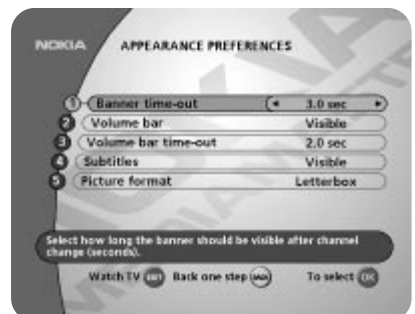 NOKIA
APPEARANCE PREFERENCES
1 Banner time-out 3.0 sec
2 Volume bar Visible
3 Volume bar time-out 2.0 sec
4 Subtitles Visible
5 Picture format Letterbox
Select how long the banner should be visible after channel
change (seconds).
Watch TV Back one step To select OK
NOKIA